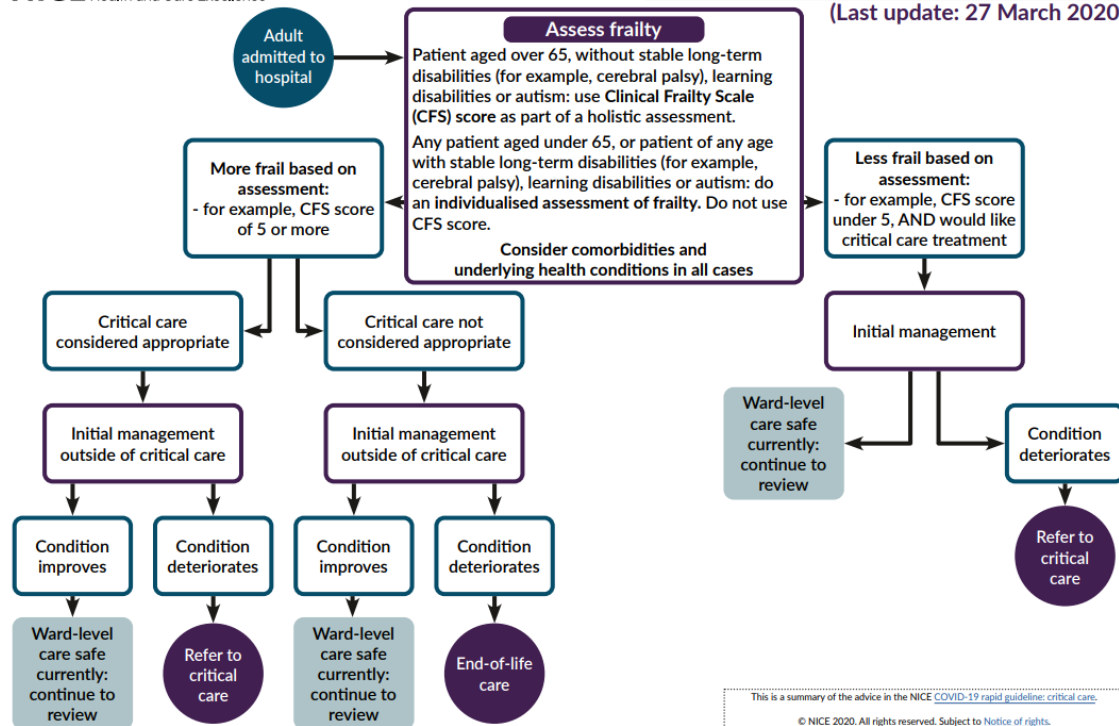 (Last update: 27 March 2020
Adult
admitted to
hospital
Assess frailty
Patient aged over 65, without stable long-term
disabilities (for example, cerebral palsy), learning
disabilities or autism: use Clinical Frailty Scale
(CFS) score as part of a holistic assessment.
Any patient aged under 65, or patient of any age
with stable long-term disabilities (for example,
cerebral palsy), learning disabilities or autism: do
an individualised assessment of frailty. Do not use
CFS score.
Consider comorbidities and
underlying health conditions in all cases
More frail based on
assessment:
- for example, CFS score
of 5 or more
Less frail based on
assessment:
- for example, CFS score
under 5, AND would like
critical care treatment
Critical care
considered appropriate
Critical care not
considered appropriate
Initial management
Initial management
outside of critical care
Initial management
outside of critical care
Ward-level
care safe
currently:
continue to
review
Condition
deteriorates
Condition
improves
Condition
deteriorates
Condition
improves
Condition
deteriorates
Refer to
critical
care
Ward-level
care safe
currently:
continue to
review
Refer to
critical
care
Ward-level
care safe
currently:
continue to
review
End-of-life
care
This is a summary of the advice in the NICE COVID-19 rapid guideline: critical care.
© NICE 2020. All rights reserved. Subject to Notice of rights.